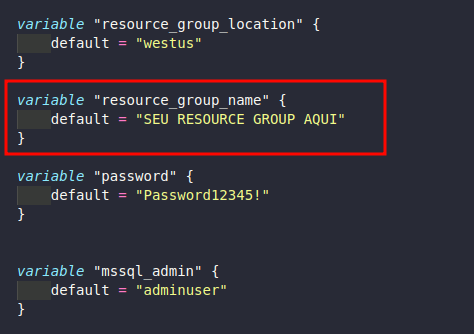 variable "resource_group_location" {
default = "westus"
}
variable "resource_group_name" {
default = "SEU RESOURCE GROUP AQUI"
}
variable "password" {
default = "Password12345!"
}
variable "mssql_admin" {
default = "adminuser"
}